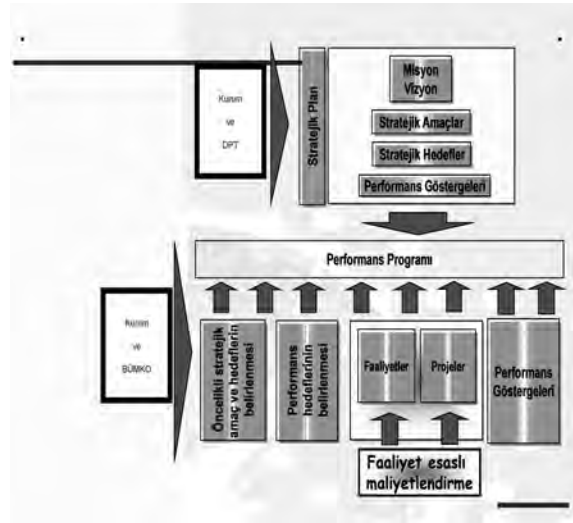 Kurum
ve
DPT
Stratejik Plan
Misyon
Vizyon
Stratejik Amaçlar
Stratejik Hedefler
Performans Göstergeleri
Performans Programı
Kurum
ve
BÜMKO
Öncelikli stratejik
amaç ve hedeflerin
belirlenmesi
Performans
hedeflerinin
belirlenmesi
Faaliyetler
Projeler
Performans
Göstergeleri
Faaliyet esaslı
maliyetlendirme